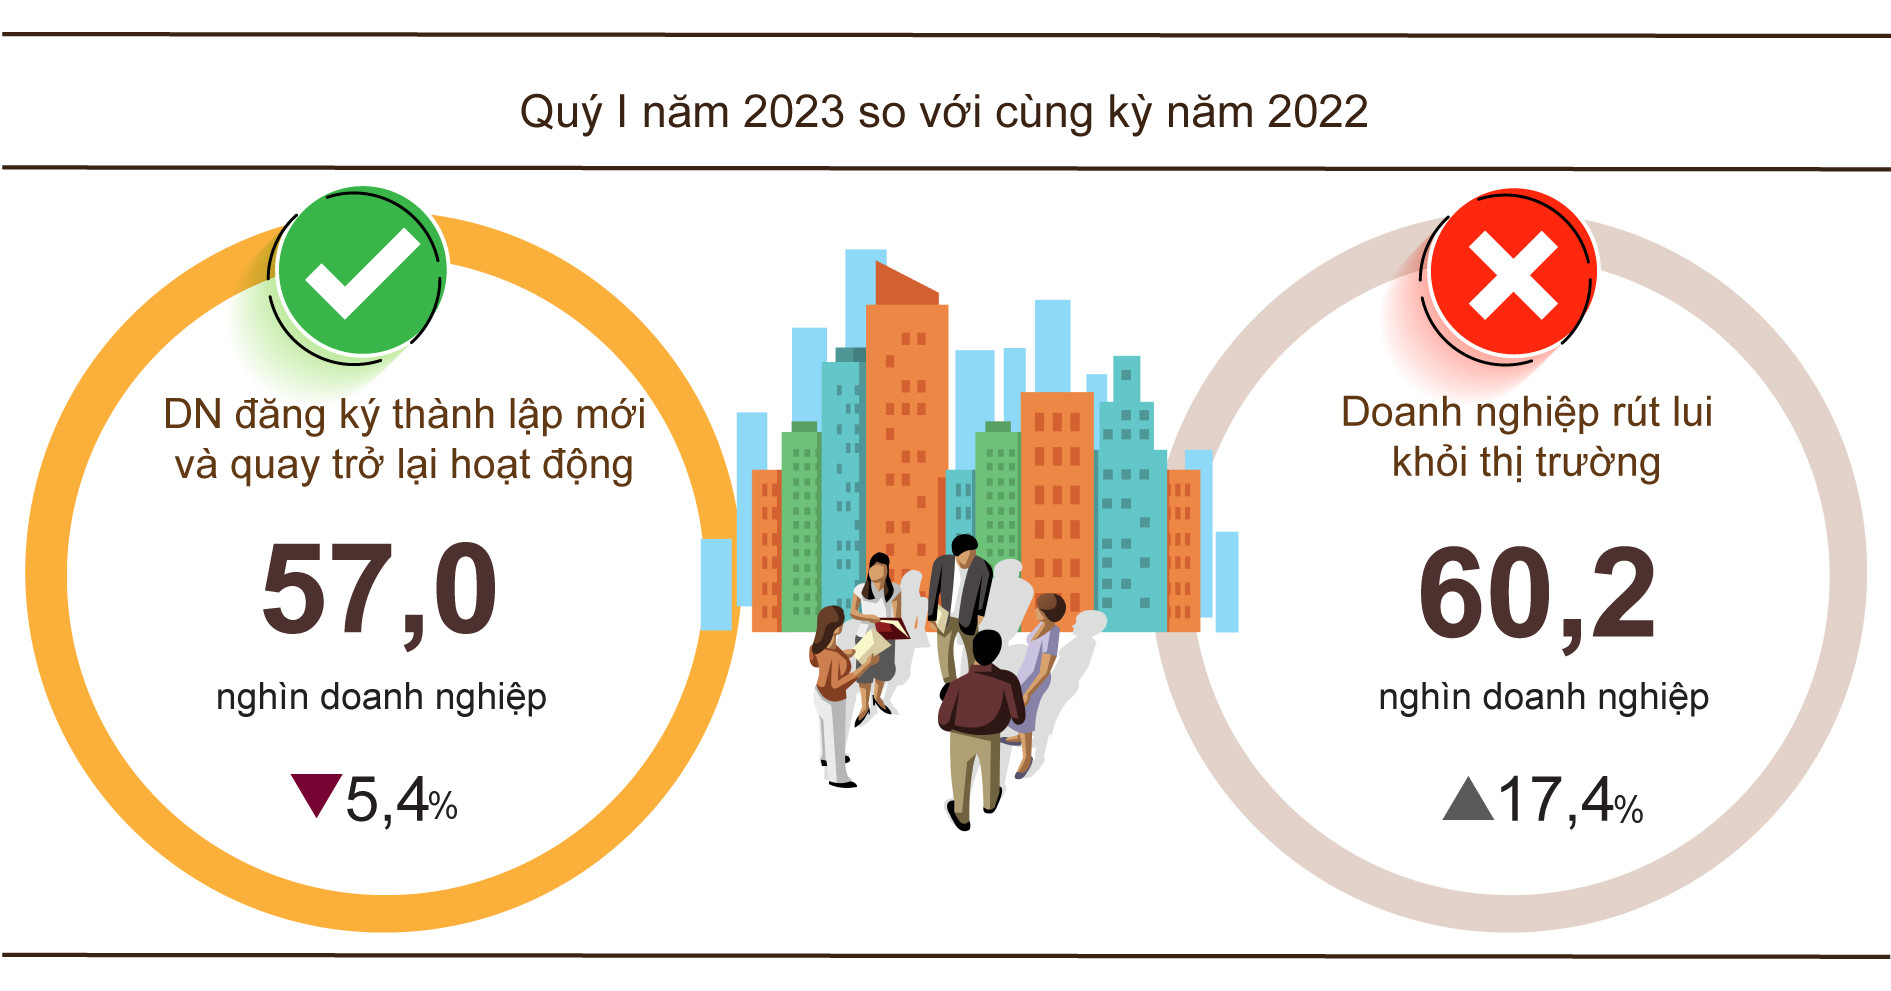 Quý I năm 2023 so với cùng kỳ năm 2022
DN đăng ký thành lập mới
và quay trở lại hoạt động
57,0
nghìn doanh nghiệp
▼5,4%
Doanh nghiệp rút lui
khỏi thị trường
60,2
nghìn doanh nghiệp
▲17,4%